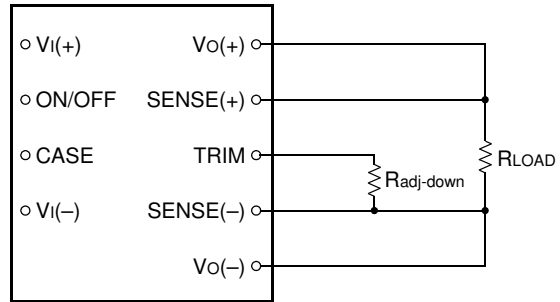 VI(+) VO(+)
ON/OFF SENSE(+)
CASE TRIM
RLOAD
Radj-down
VI(–) SENSE(–)
VO(–)